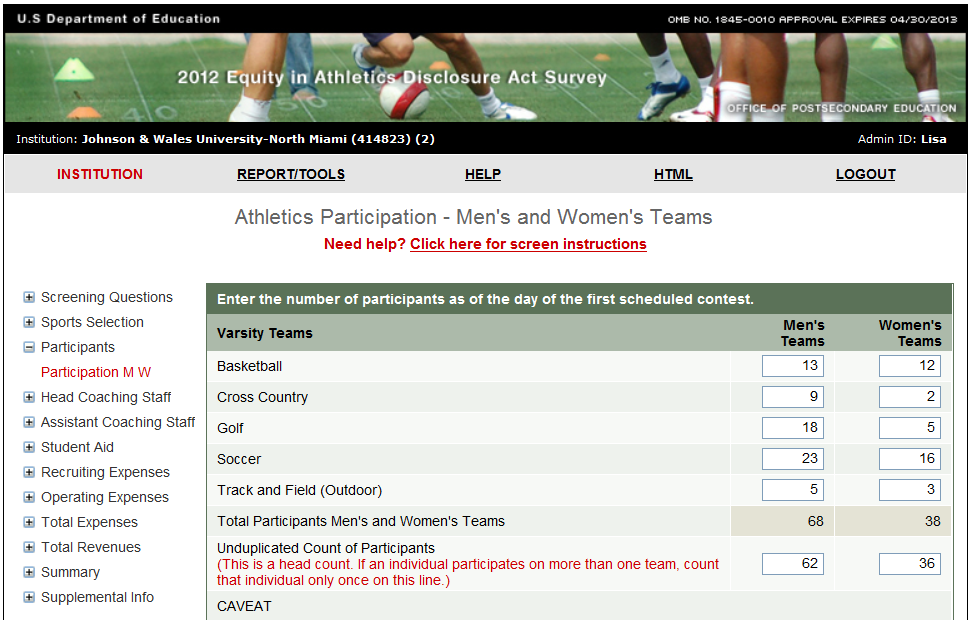 U.S Department of Education
OMB NO. 1845-0010 APPROVAL EXPIRES 04/30/2013
2012 Equity in Athletics Disclosure Act Survey
OFFICE OF POSTSECONDARY EDUCATION
Institution: Johnson & Wales University-North Miami (414823) (2)
Admin ID: Lisa
INSTITUTION REPORT/TOOLS HELP HTML LOGOUT
Athletics Participation - Men's and Women's Teams
Need help? Click here for screen instructions
Screening Questions
Sports Selection
Participants
Participation M W
Head Coaching Staff
Assistant Coaching Staff
Student Aid
Recruiting Expenses
Operating Expenses
Total Expenses
Total Revenues
Summary
Supplemental Info
Enter the number of participants as of the day of the first scheduled contest.
Varsity Teams Men's Teams Women's Teams
Basketball 13 12
Cross Country 9 2
Golf 18 5
Soccer 23 16
Track and Field (Outdoor) 5 3
Total Participants Men's and Women's Teams 68 38
Unduplicated Count of Participants
(This is a head count. If an individual participates on more than one team, count
that individual only once on this line.) 62 36
CAVEAT